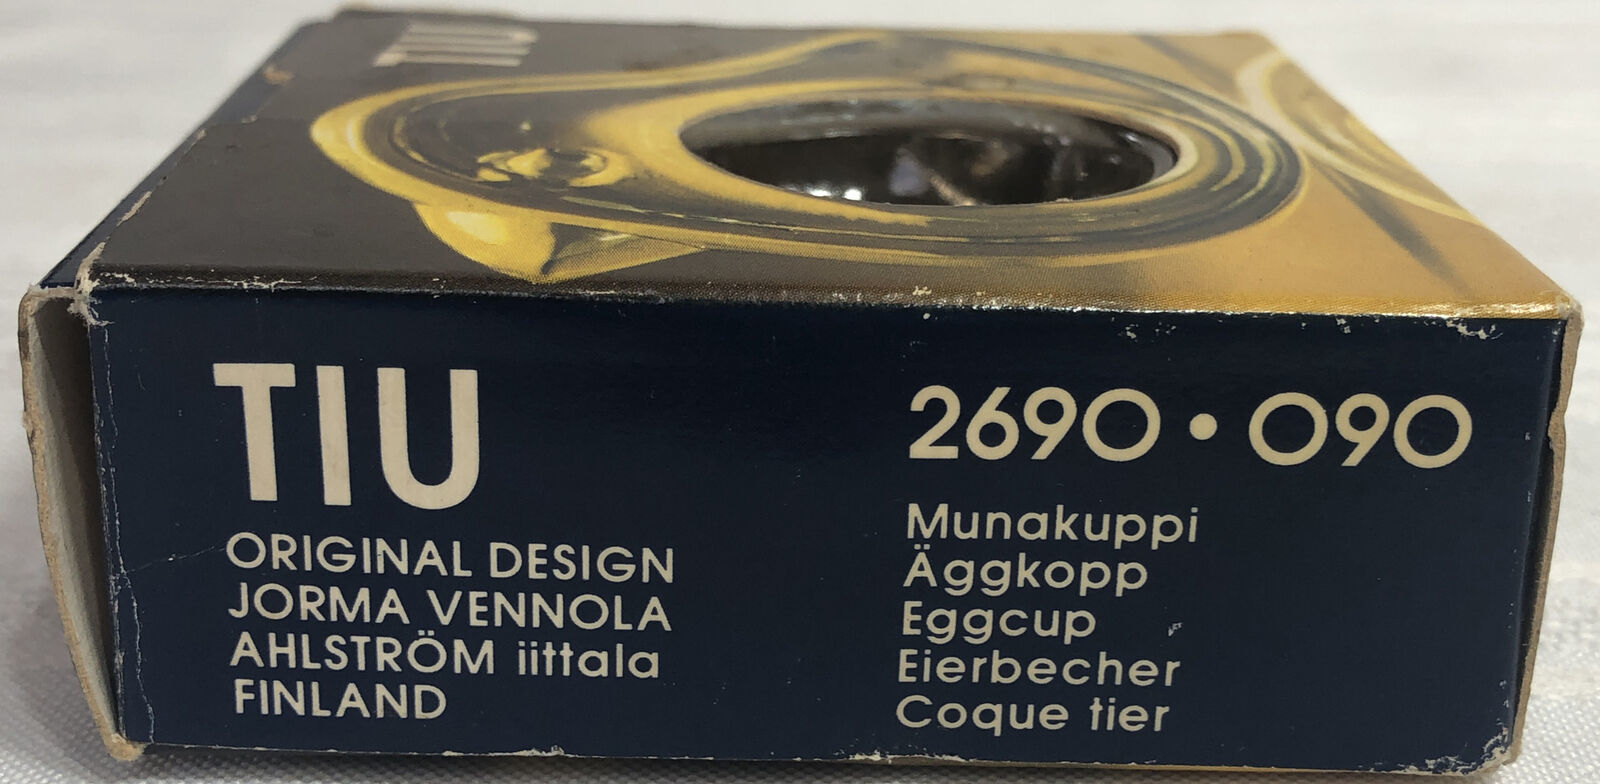 TIU
TIU
ORIGINAL DESIGN
JORMA VENNOLA
AHLSTRÖM iittala
FINLAND
2690 • 090
Munakuppi
Äggkopp
Eggcup
Eierbecher
Coque tier